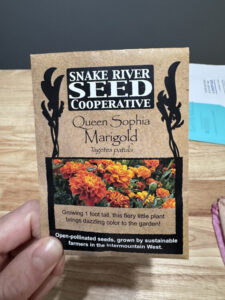 SNAKE RIVER
SEED
COOPERATIVE
Queen Sophia
Marigold
Tagetes patula
Growing 1 foot tall, this fiery little plant
brings dazzling color to the garden!
Open-pollinated seeds, grown by sustainable
farmers in the Intermountain West.